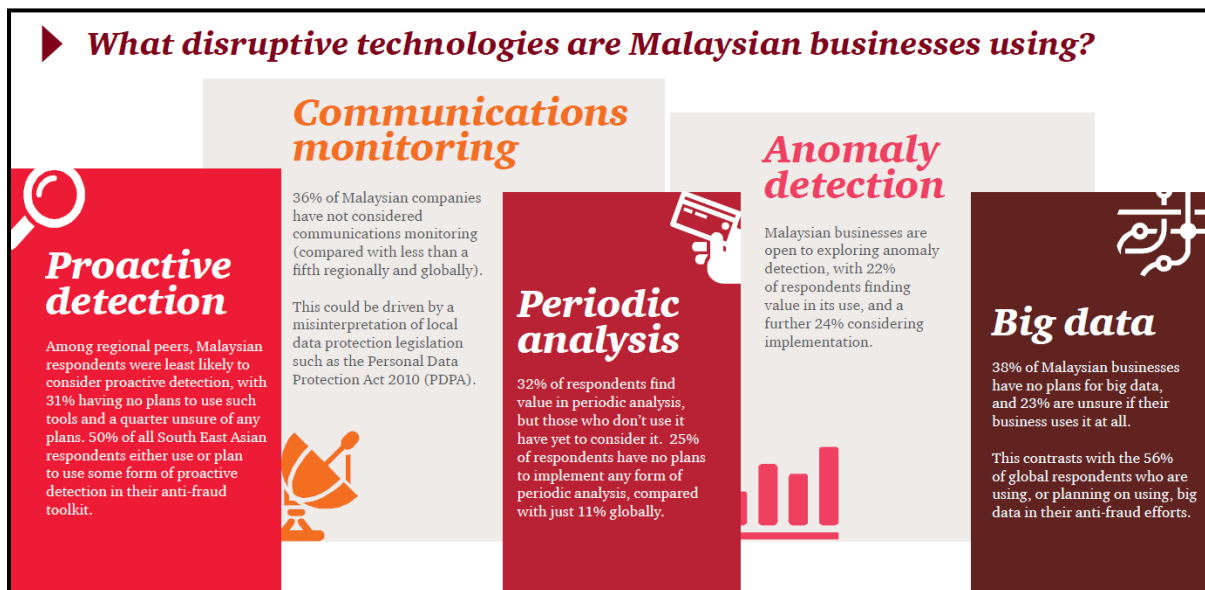 What disruptive technologies are Malaysian businesses using?
Proactive
detection
Among regional peers, Malaysian
respondents were least likely to
consider proactive detection, with
31% having no plans to use such
tools and a quarter unsure of any
plans. 50% of all South East Asian
respondents either use or plan
to use some form of proactive
detection in their anti-fraud
toolkit.
Communications
monitoring
36% of Malaysian companies
have not considered
communications monitoring
(compared with less than a
fifth regionally and globally).
This could be driven by a
misinterpretation of local
data protection legislation
such as the Personal Data
Protection Act 2010 (PDPA).
Periodic
analysis
32% of respondents find
value in periodic analysis,
but those who don't use it
have yet to consider it. 25%
of respondents have no plans
to implement any form of
periodic analysis, compared
with just 11% globally.
Anomaly
detection
Malaysian businesses are
open to exploring anomaly
detection, with 22%
of respondents finding
value in its use, and a
further 24% considering
implementation.
Big data
38% of Malaysian businesses
have no plans for big data,
and 23% are unsure if their
business uses it at all.
This contrasts with the 56%
of global respondents who are
using, or planning on using, big
data in their anti-fraud efforts.